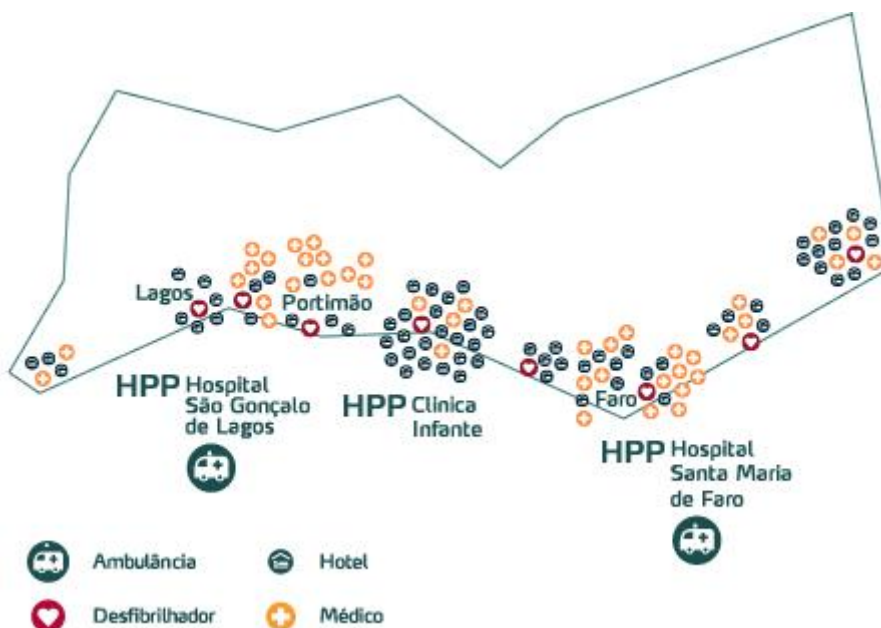 Lagos
Portimão
HPP Hospital
São Gonçalo
de Lagos
HPP Clinica
Infante
Faro
HPP Hospital
Santa Maria
de Faro
Ambulância
Hotel
Desfibrilhador
Médico